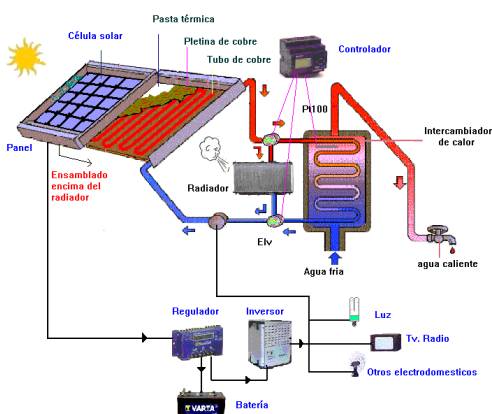 Pasta térmica
Célula solar
Pletina de cobre
Controlador
Tubo de cobre
Pt100
Intercambiador
de calor
Panel
Ensamblado
encima del
radiador
Radiador
Elv
agua caliente
Agua fria
Regulador
Inversor
Luz
Tv. Radio
Otros electrodomesticos
Batería
VARTA